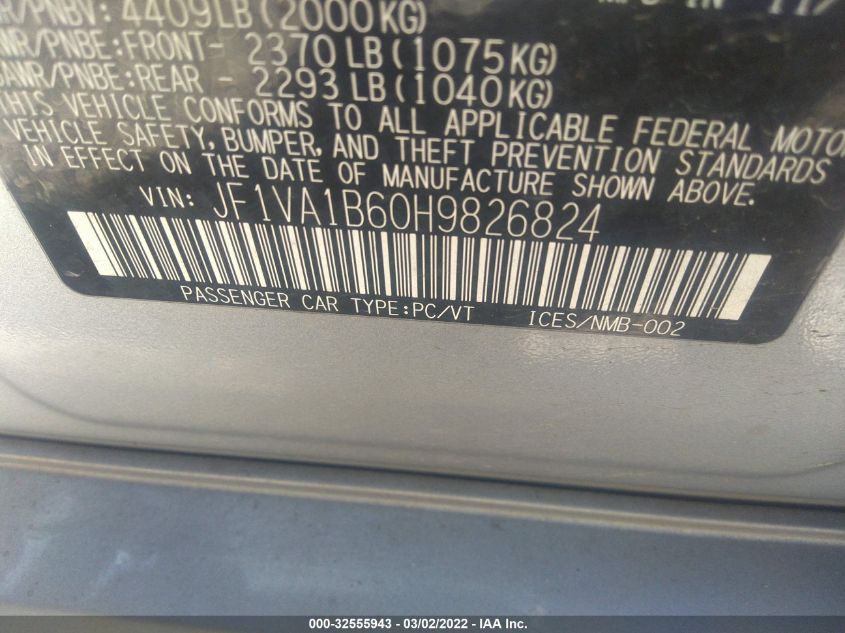 PNBV: 4409LB (2000KG)
/PNBE:FRONT- 2370 LB (1075KG)
GAWR/PNBE:REAR - 2293 LB (1040KG)
THIS VEHICLE CONFORMS TO ALL APPLICABLE FEDERAL MOTOR
VEHICLE SAFETY, BUMPER, AND THEFT PREVENTION STANDARDS
IN EFFECT ON THE DATE OF MANUFACTURE SHOWN ABOVE.
VIN: JF1VA1B60H9826824
PASSENGER CAR TYPE:PC/VT ICES/NMB-002
H
000-32555943 - 03/02/2022 - IAA Inc.